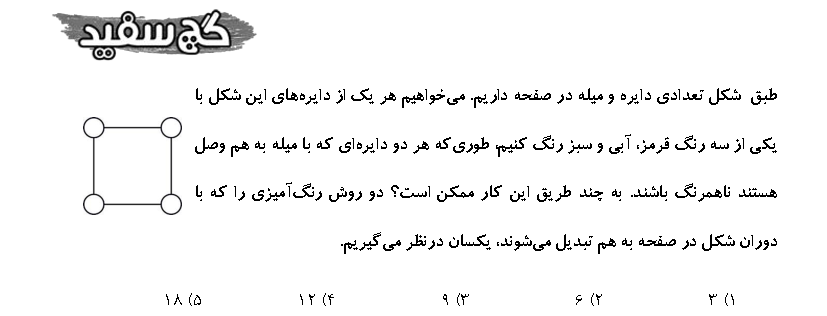 گچ سفید
طبق شکل تعدادی دایره و میله در صفحه داریم. می‌خواهیم هر یک از دایره‌های این شکل با
یکی از سه رنگ قرمز، آبی و سبز رنگ کنیم، طوری‌که هر دو دایره‌ای که با میله به هم وصل
هستند ناهمرنگ باشند. به چند طریق این کار ممکن است؟ دو روش رنگ‌آمیزی را که با
دوران شکل در صفحه به هم تبدیل می‌شوند، یکسان درنظر می‌گیریم.
۱) ۳ ۲) ۶ ۳) ۹ ۴) ۱۲ ۵) ۱۸